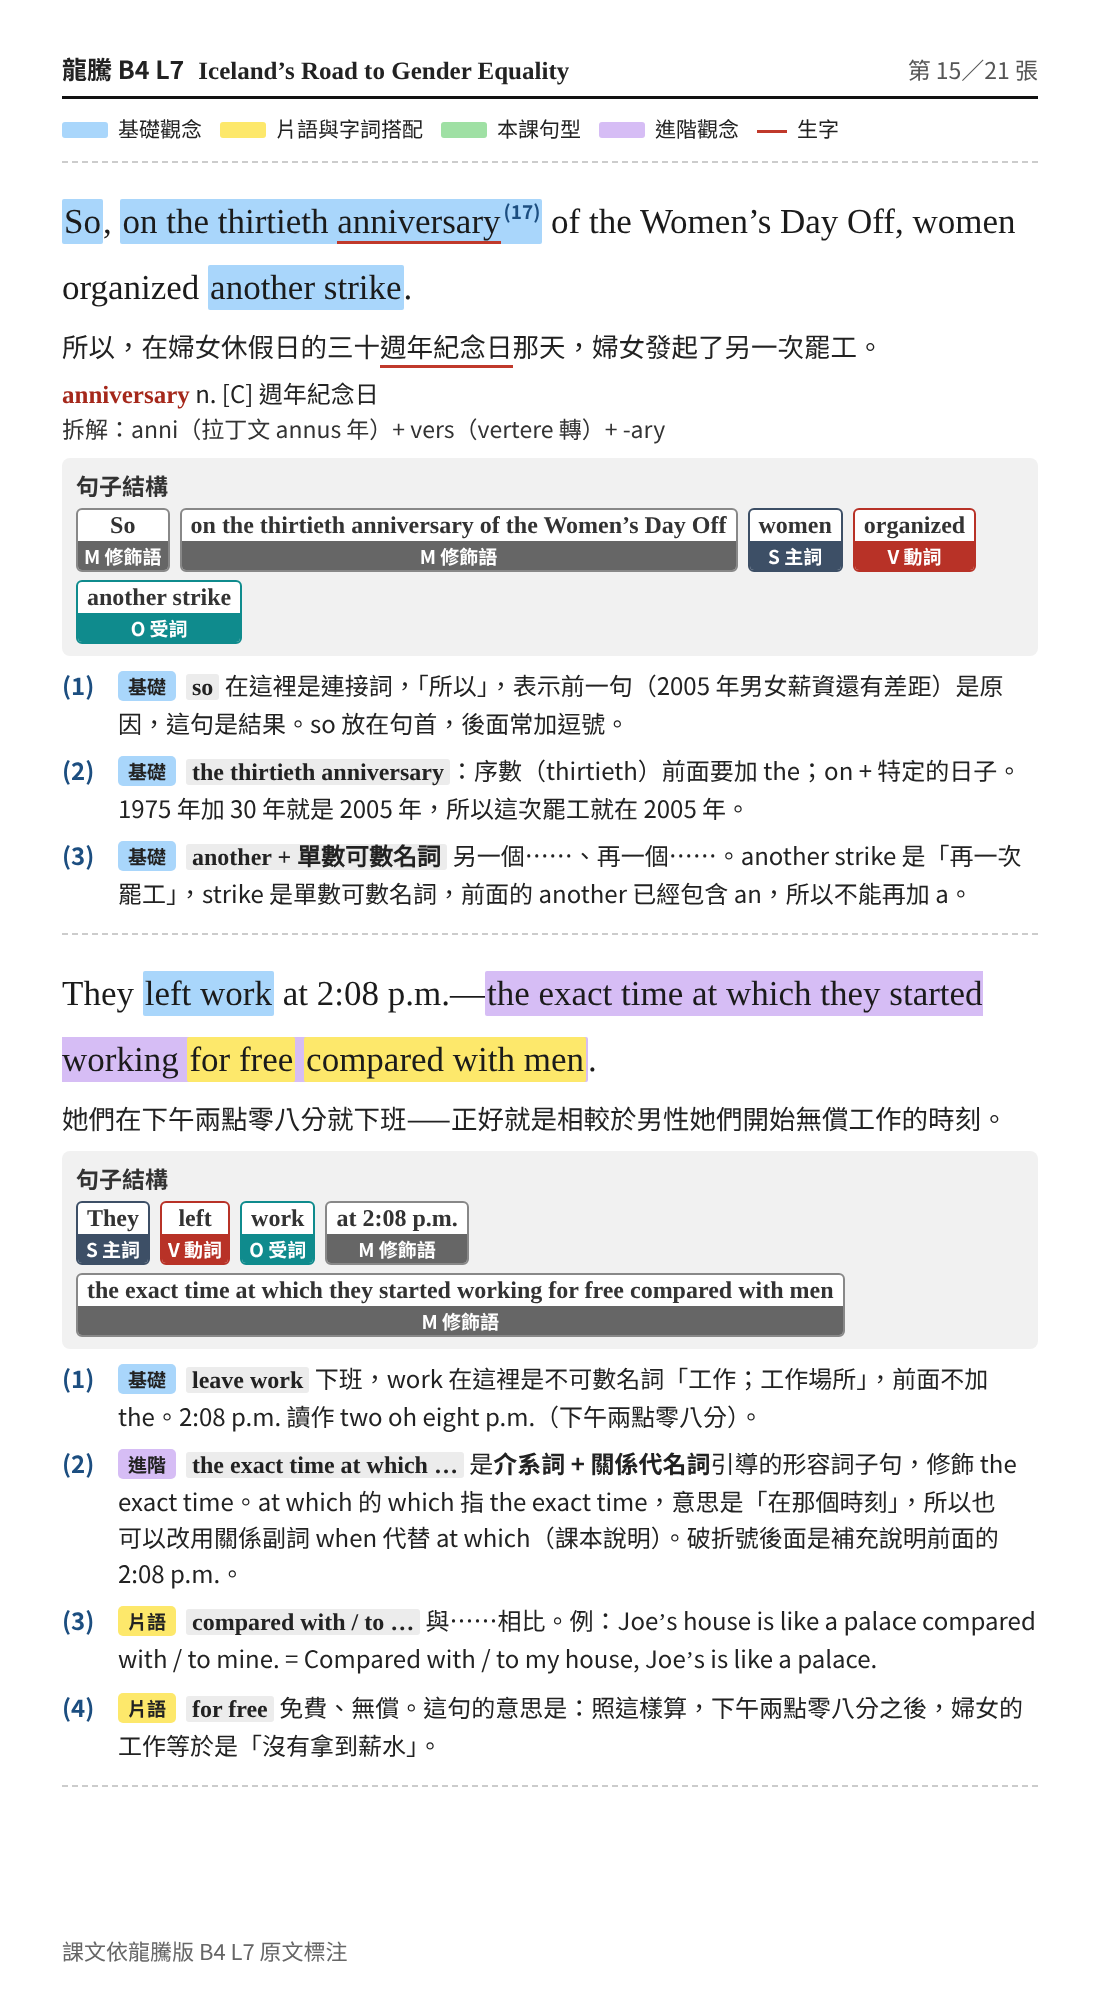 龍騰 B4 L7 Iceland’s Road to Gender Equality 第 15／21 張
基礎觀念 片語與字詞搭配 本課句型 進階觀念 生字
So, on the thirtieth anniversary(17) of the Women’s Day Off, women
organized another strike.
所以，在婦女休假日的三十週年紀念日那天，婦女發起了另一次罷工。
anniversary n. [C] 週年紀念日
拆解：anni（拉丁文 annus 年）+ vers（vertere 轉）+ -ary
句子結構
So on the thirtieth anniversary of the Women’s Day Off women organized
M 修飾語 M 修飾語 S 主詞 V 動詞
another strike
O 受詞
(1) 基礎 so 在這裡是連接詞，「所以」，表示前一句（2005 年男女薪資還有差距）是原
因，這句是結果。so 放在句首，後面常加逗號。
(2) 基礎 the thirtieth anniversary：序數（thirtieth）前面要加 the；on + 特定的日子。
1975 年加 30 年就是 2005 年，所以這次罷工就在 2005 年。
(3) 基礎 another + 單數可數名詞 另一個⋯⋯、再一個⋯⋯。another strike 是「再一次
罷工」，strike 是單數可數名詞，前面的 another 已經包含 an，所以不能再加 a。
They left work at 2:08 p.m.—the exact time at which they started
working for free compared with men.
她們在下午兩點零八分就下班——正好就是相較於男性她們開始無償工作的時刻。
句子結構
They left work at 2:08 p.m.
S 主詞 V 動詞 O 受詞 M 修飾語
the exact time at which they started working for free compared with men
M 修飾語
(1) 基礎 leave work 下班，work 在這裡是不可數名詞「工作；工作場所」，前面不加
the。2:08 p.m. 讀作 two oh eight p.m.（下午兩點零八分）。
(2) 進階 the exact time at which … 是介系詞 + 關係代名詞引導的形容詞子句，修飾 the
exact time。at which 的 which 指 the exact time，意思是「在那個時刻」，所以也
可以改用關係副詞 when 代替 at which（課本說明）。破折號後面是補充說明前面的
2:08 p.m.。
(3) 片語 compared with / to … 與⋯⋯相比。例：Joe’s house is like a palace compared
with / to mine. = Compared with / to my house, Joe’s is like a palace.
(4) 片語 for free 免費、無償。這句的意思是：照這樣算，下午兩點零八分之後，婦女的
工作等於是「沒有拿到薪水」。
課文依龍騰版 B4 L7 原文標注